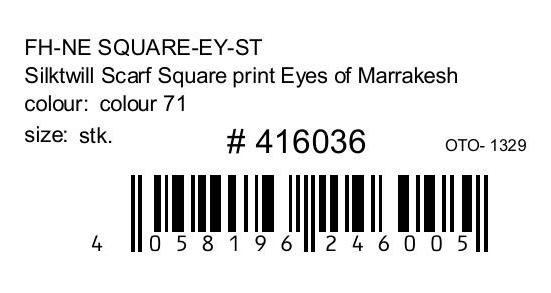 FH-NE SQUARE-EY-ST
Silktwill Scarf Square print Eyes of Marrakesh
colour: colour 71
size: stk.
# 416036
OTO- 1329
4 058196 246005